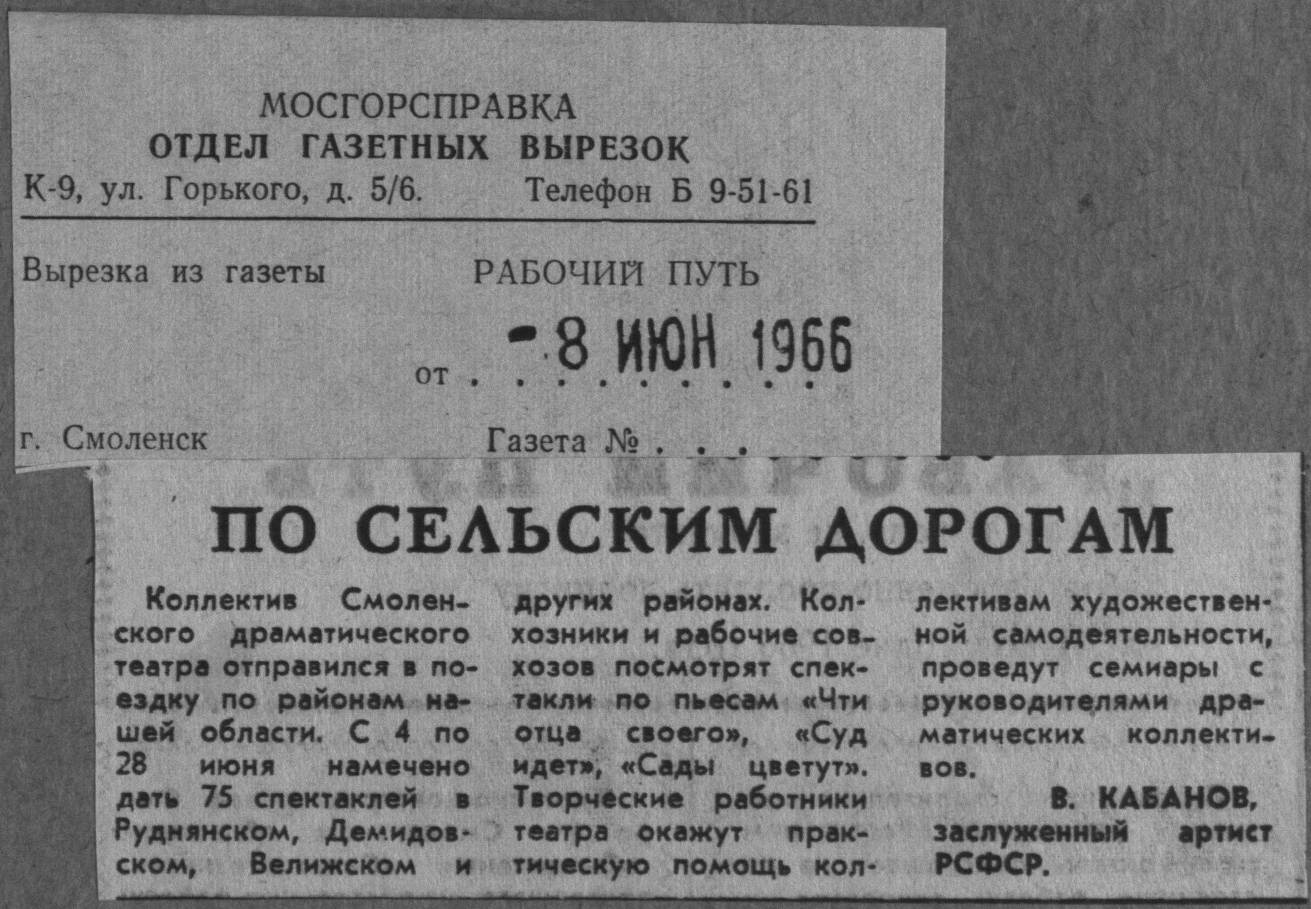 МОСГОРСПРАВКА
ОТДЕЛ ГАЗЕТНЫХ ВЫРЕЗОК
К-9, ул. Горького, д. 5/6. Телефон Б 9-51-61
Вырезка из газеты РАБОЧИЙ ПУТЬ
от . . . . . . . . . - 8 ИЮН 1966
г. Смоленск Газета № . . .
ПО СЕЛЬСКИМ ДОРОГАМ
Коллектив Смолен-
ского драматического
театра отправился в по-
ездку по районам на-
шей области. С 4 по
28 июня намечено
дать 75 спектаклей в
Руднянском, Демидов-
ском, Велижском и
других районах. Кол-
хозники и рабочие сов-
хозов посмотрят спек-
такли по пьесам «Чти
отца своего», «Суд
идет», «Сады цветут».
Творческие работники
театра окажут прак-
тическую помощь кол-
лективам художествен-
ной самодеятельности,
проведут семиары с
руководителями дра-
матических коллекти-
вов.
В. КАБАНОВ,
заслуженный артист
РСФСР.